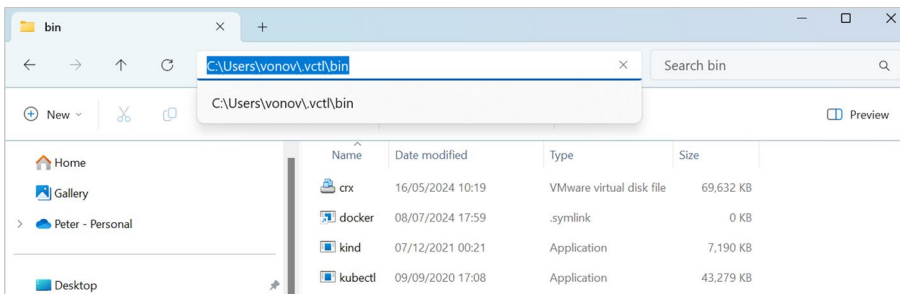 bin
C:\Users\vonov\.vctl\bin
Search bin
C:\Users\vonov\.vctl\bin
New
Preview
Home
Gallery
Peter - Personal
Desktop
Name Date modified Type Size
crx 16/05/2024 10:19 VMware virtual disk file 69,632 KB
docker 08/07/2024 17:59 .symlink 0 KB
kind 07/12/2021 00:21 Application 7,190 KB
kubectl 09/09/2020 17:08 Application 43,279 KB